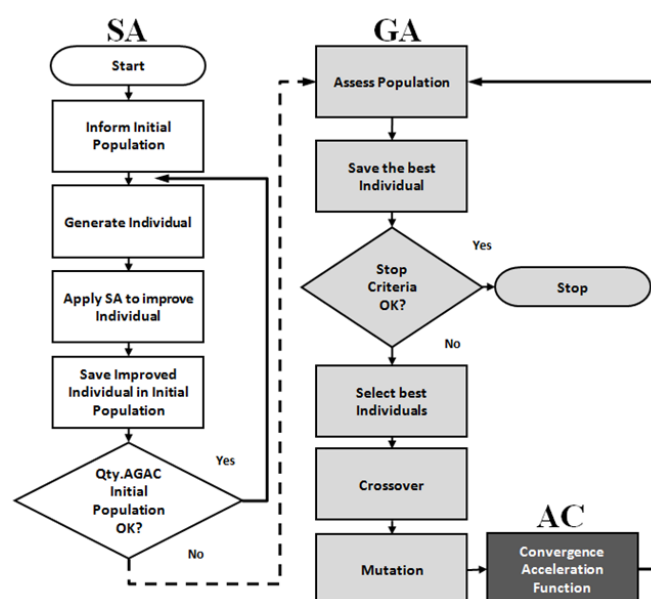 SA
Start
Inform Initial
Population
Generate Individual
Apply SA to improve
Individual
Save Improved
Individual in Initial
Population
Qty.AGAC
Initial
Population
OK?
Yes
No
GA
Assess Population
Save the best
Individual
Stop
Criteria
OK?
Yes
Stop
No
Select best
Individuals
Crossover
Mutation
AC
Convergence
Acceleration
Function